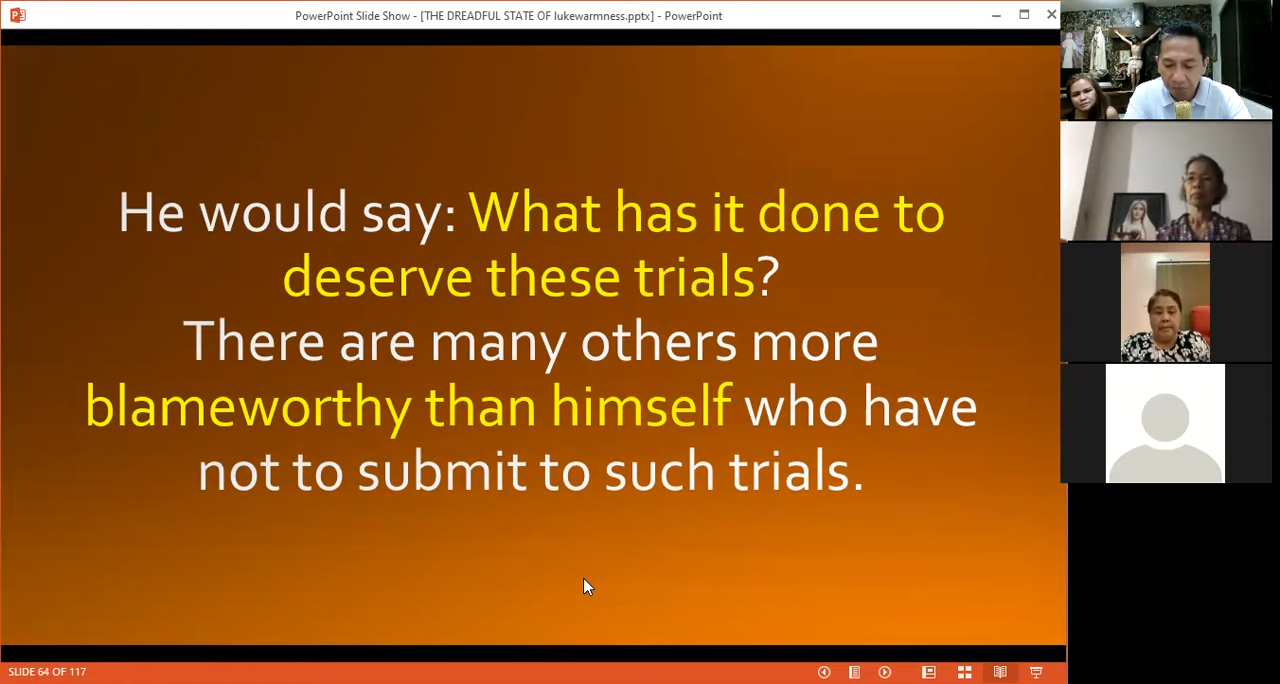 PowerPoint Slide Show - [THE DREADFUL STATE OF lukewarmness.pptx] - PowerPoint
He would say: What has it done to
deserve these trials?
There are many others more
blameworthy than himself who have
not to submit to such trials.
SLIDE 64 OF 117